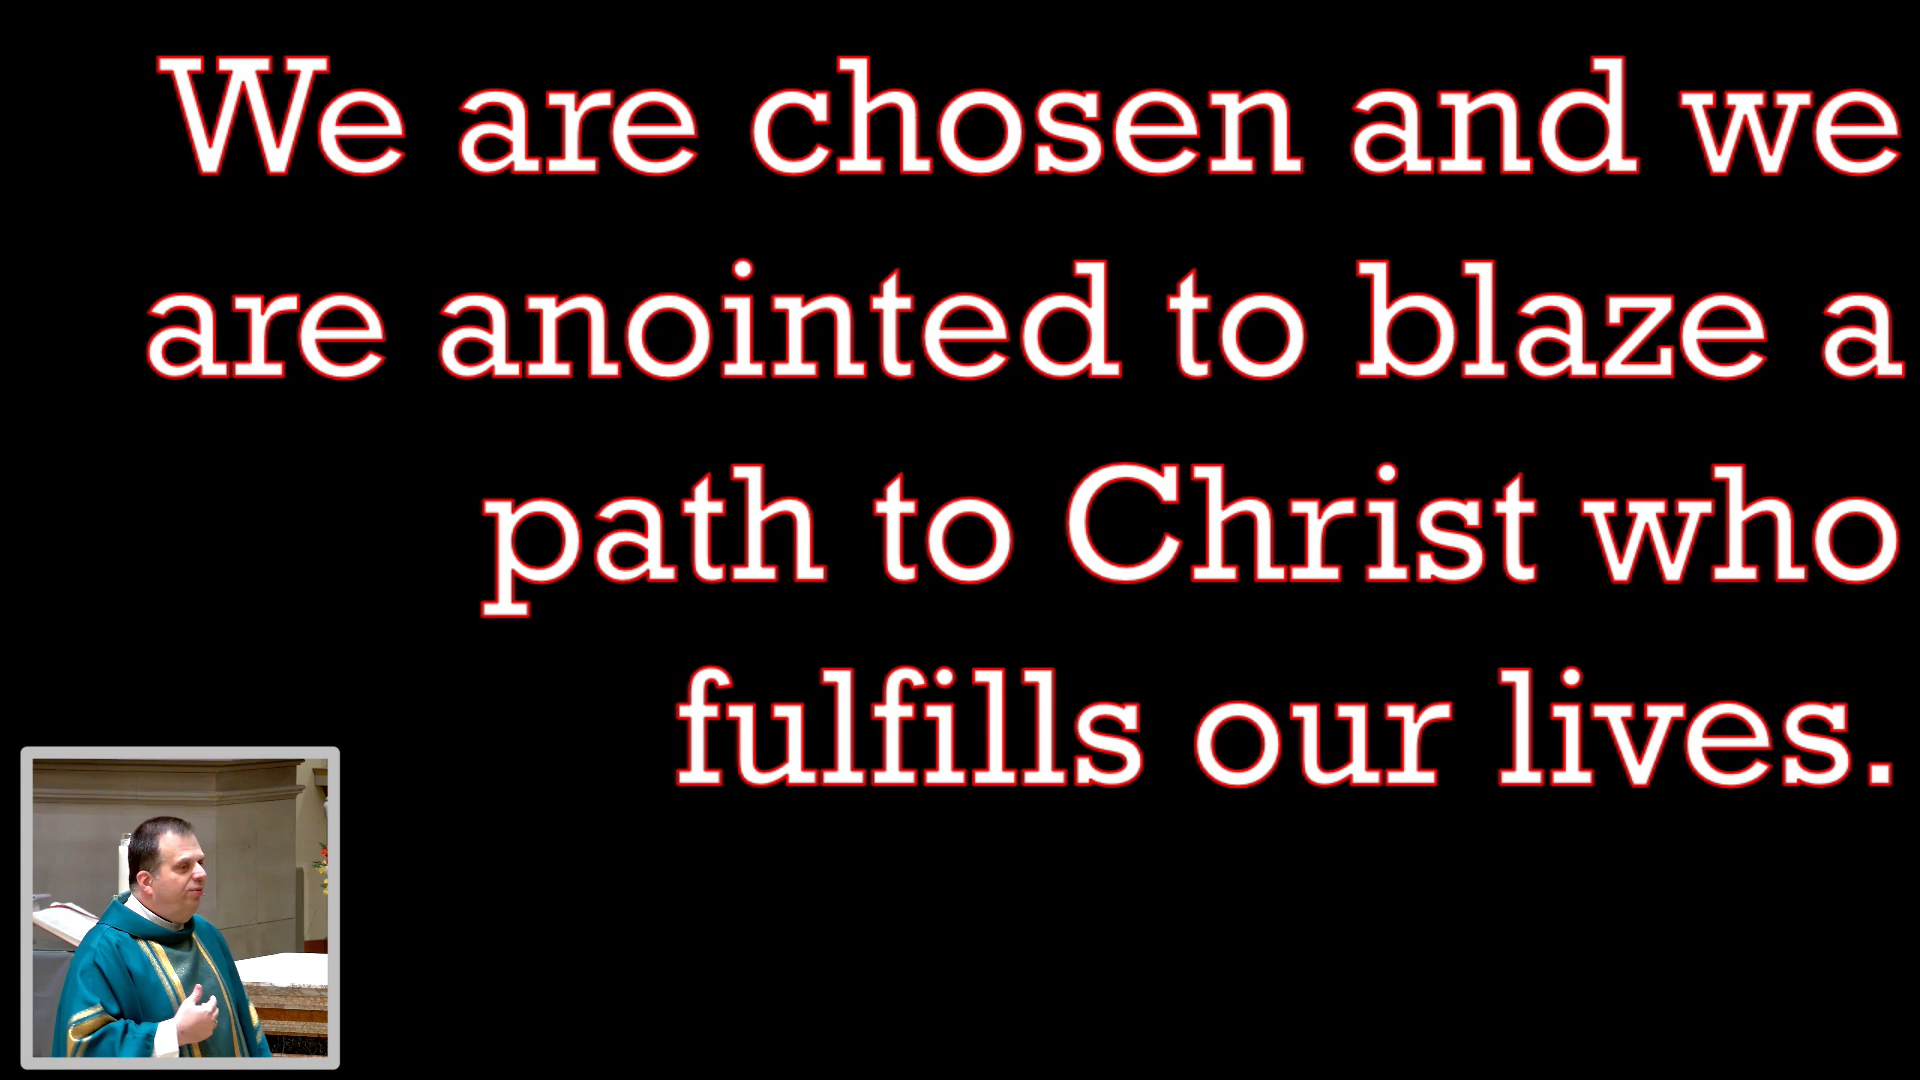 We are chosen and we
are anointed to blaze a
path to Christ who
fulfills our lives.